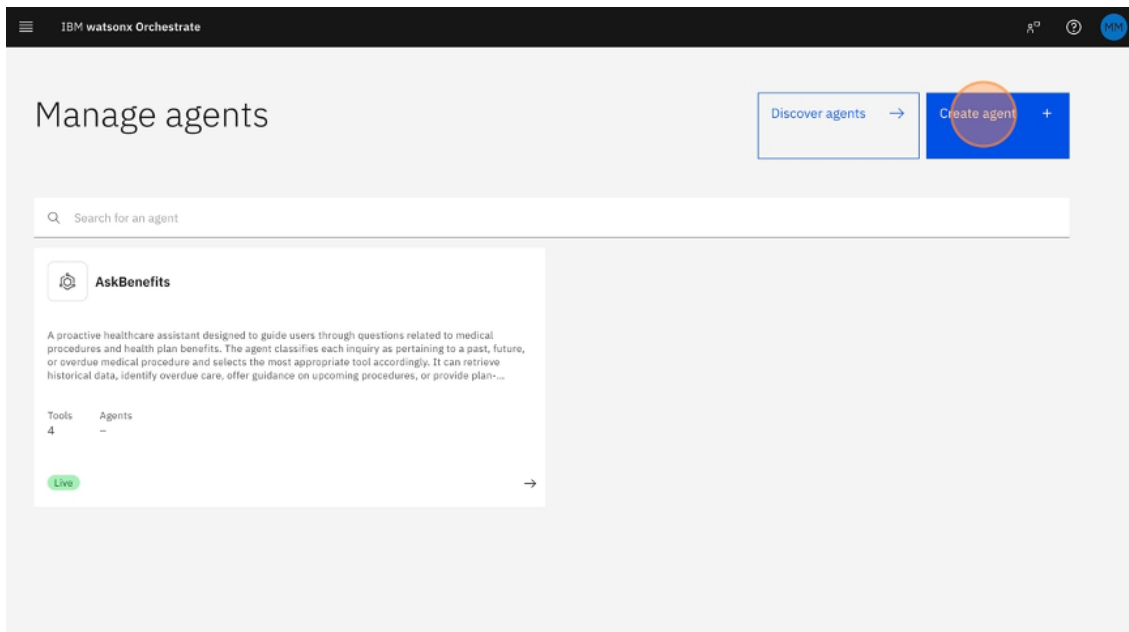 IBM watsonx Orchestrate
MM
Manage agents
Discover agents
Create agent
Search for an agent
AskBenefits
A proactive healthcare assistant designed to guide users through questions related to medical
procedures and health plan benefits. The agent classifies each inquiry as pertaining to a past, future,
or overdue medical procedure and selects the most appropriate tool accordingly. It can retrieve
historical data, identify overdue care, offer guidance on upcoming procedures, or provide plan-...
Tools Agents
4 –
Live